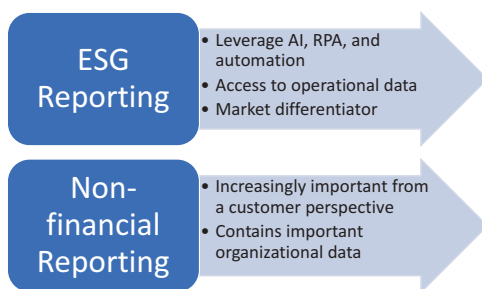 ESG
Reporting
• Leverage AI, RPA, and
automation
• Access to operational data
• Market differentiator
Non-
financial
Reporting
• Increasingly important from
a customer perspective
• Contains important
organizational data